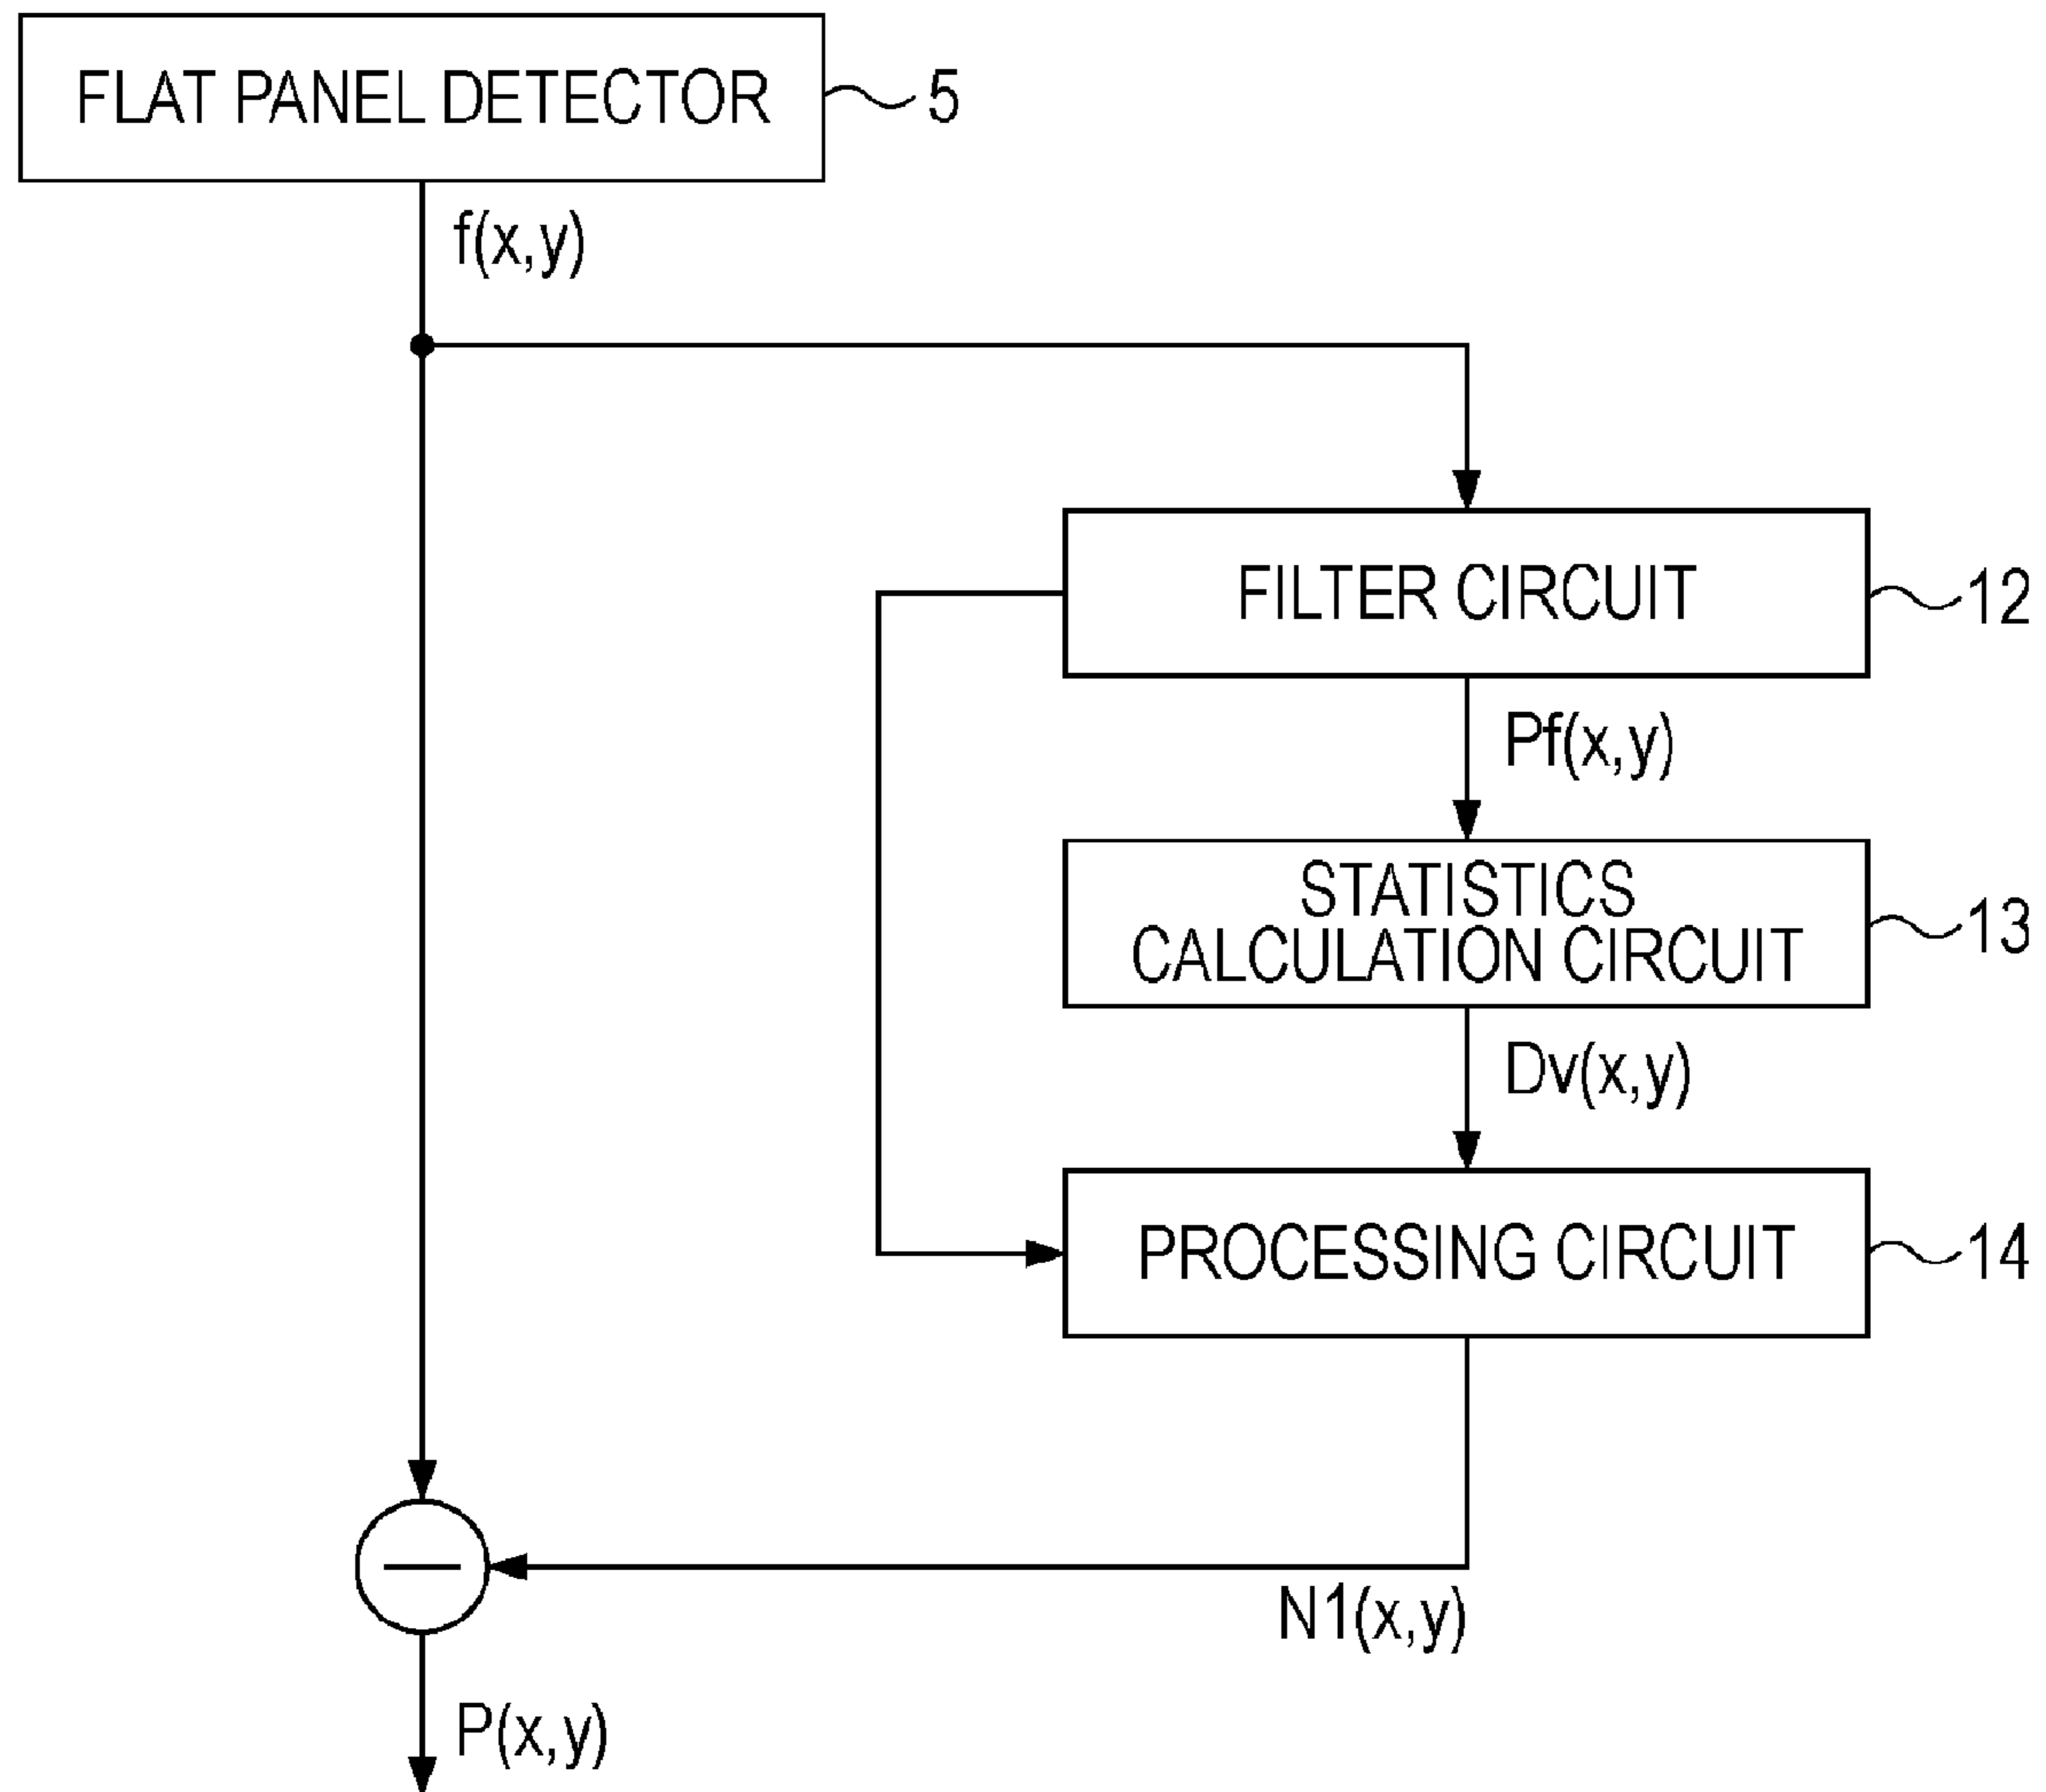 FLAT PANEL DETECTOR
5
f(x,y)
FILTER CIRCUIT
12
Pf(x,y)
STATISTICS
CALCULATION CIRCUIT
13
Dv(x,y)
PROCESSING CIRCUIT
14
N1(x,y)
P(x,y)